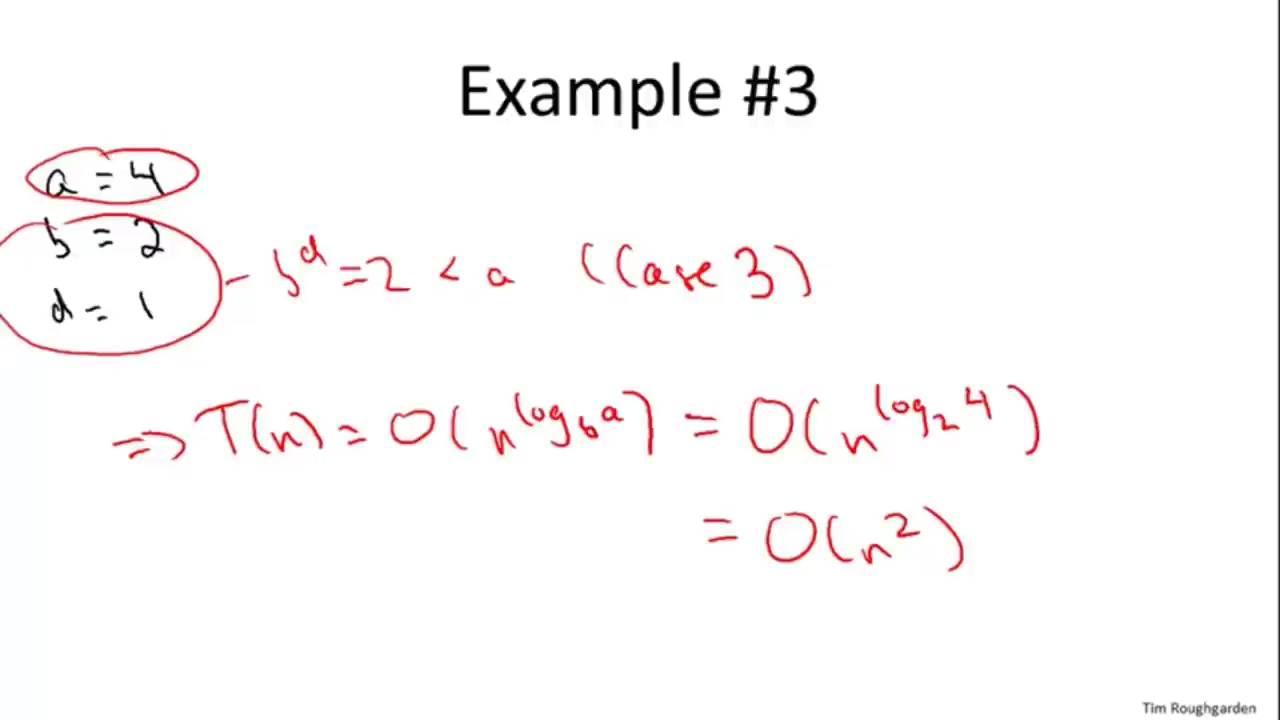 Example #3
a = 4
b = 2
d = 1
- b^d = 2 < a (Case 3)
⇒ T(n) = O(n^{log_b a}) = O(n^{log_2 4})
= O(n^2)
Tim Roughgarden